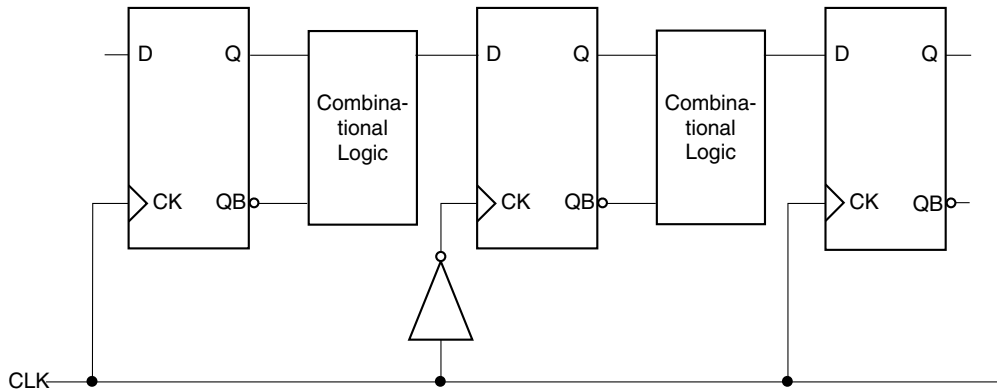 D Q D Q D Q
Combina-
tional
Logic
Combina-
tional
Logic
CK QB CK QB CK QB
CLK